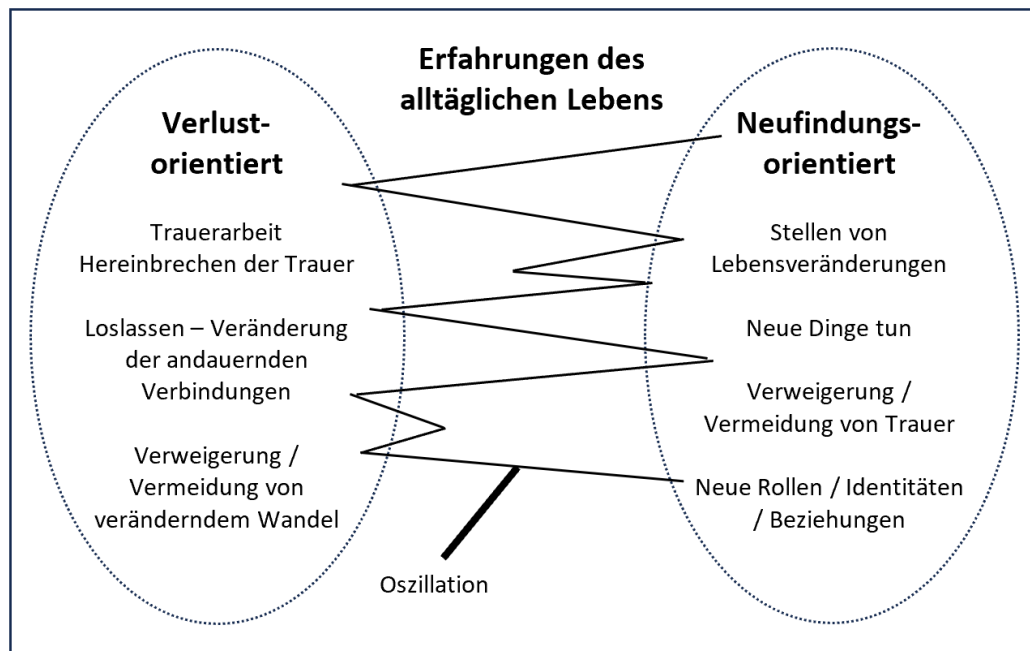 Erfahrungen des
alltäglichen Lebens
Verlust-
orientiert
Trauerarbeit
Hereinbrechen der Trauer
Loslassen – Veränderung
der andauernden
Verbindungen
Verweigerung /
Vermeidung von
veränderndem Wandel
Neufindungs-
orientiert
Stellen von
Lebensveränderungen
Neue Dinge tun
Verweigerung /
Vermeidung von Trauer
Neue Rollen / Identitäten
/ Beziehungen
Oszillation